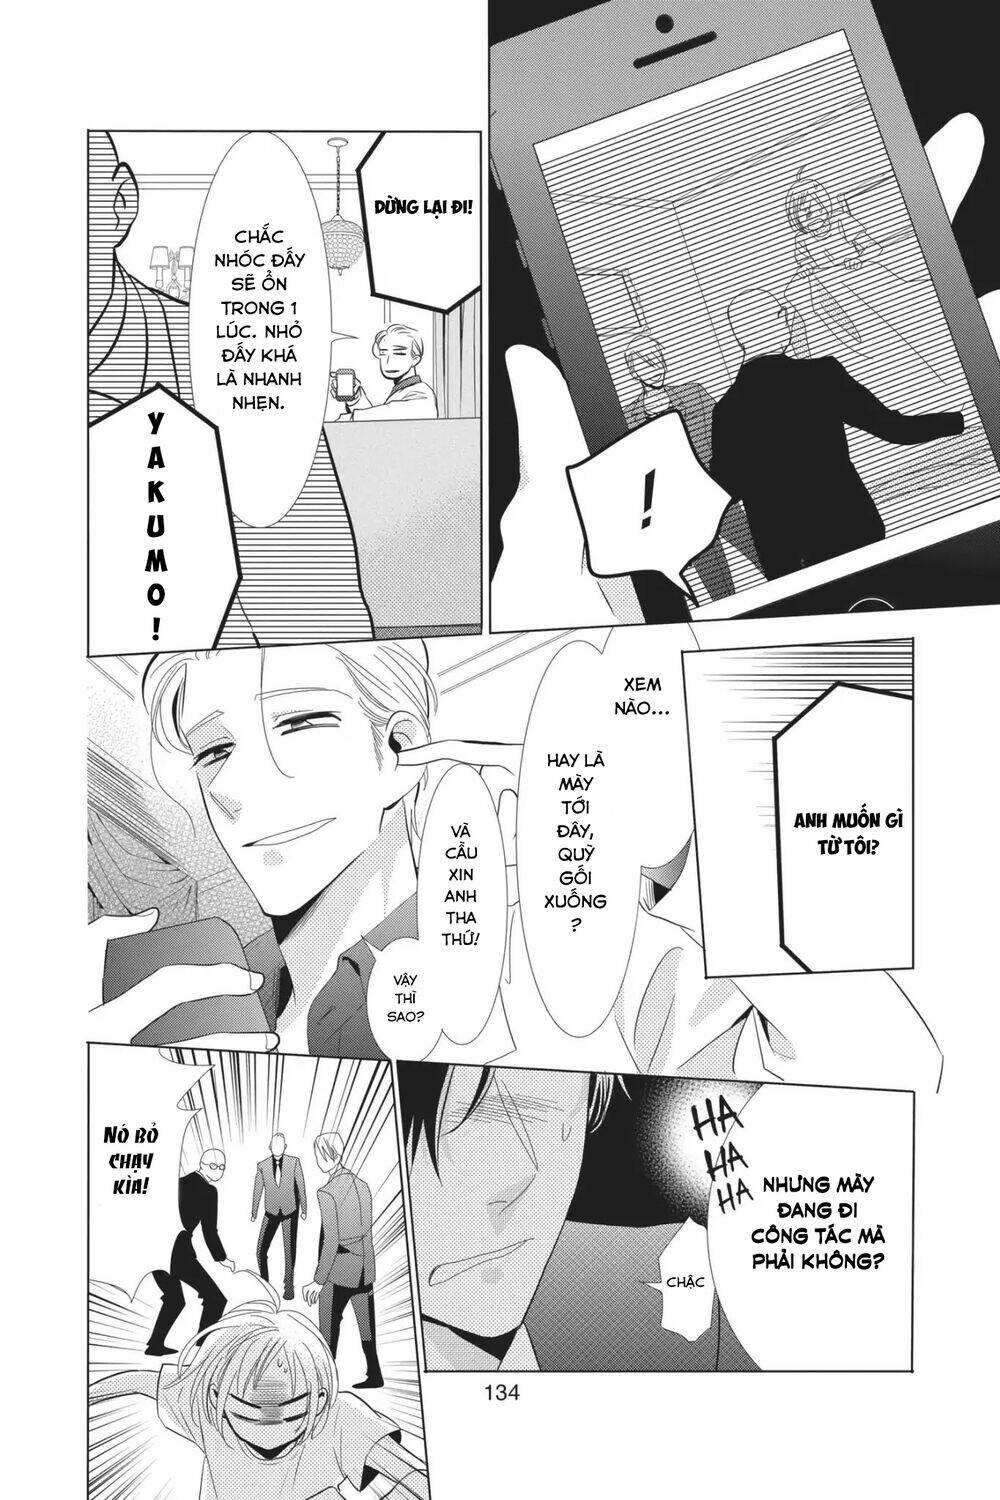 !
DỪNG LẠI ĐI!
CHẮC
NHÓC ĐẤY
SẼ ỔN
TRONG 1
LÚC. NHỎ
ĐẤY KHÁ
LÀ NHANH
NHẸN.
YAKUMO!
ANH MUỐN GÌ
TỪ TÔI?
XEM
NÀO...
HAY LÀ
MÀY
TỚI
ĐÂY,
QUỲ
GỐI
XUỐNG
?
VÀ
CẦU
XIN
ANH
THA
THỨ!
VẬY
THÌ
SAO?
HA
HA
HA
NHƯNG MÀY
ĐANG ĐI
CÔNG TÁC MÀ
PHẢI KHÔNG?
CHẬC
NÓ BỎ
CHẠY
KÌA!
134